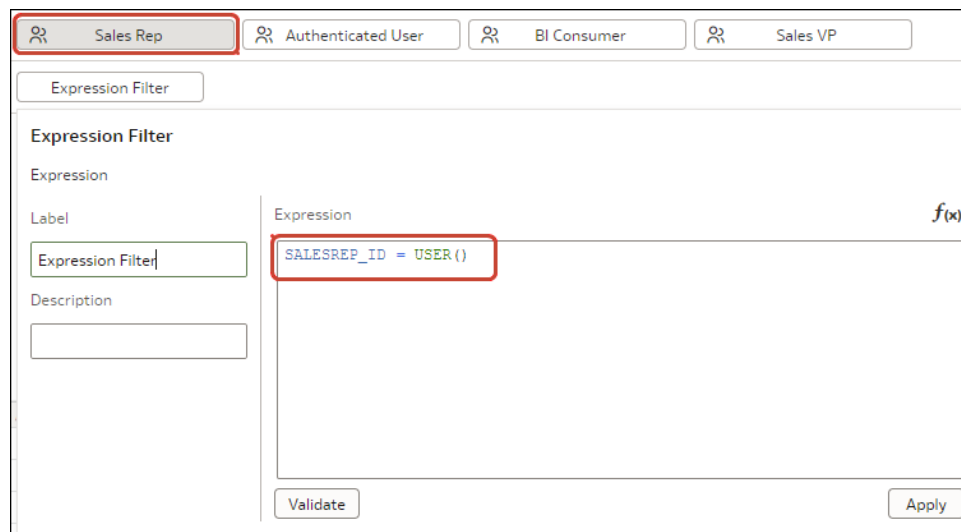 Sales Rep Authenticated User BI Consumer Sales VP
Expression Filter
Expression Filter
Expression
Label
Expression
f(x)
Expression Filter
SALESREP_ID = USER()
Description
Validate
Apply